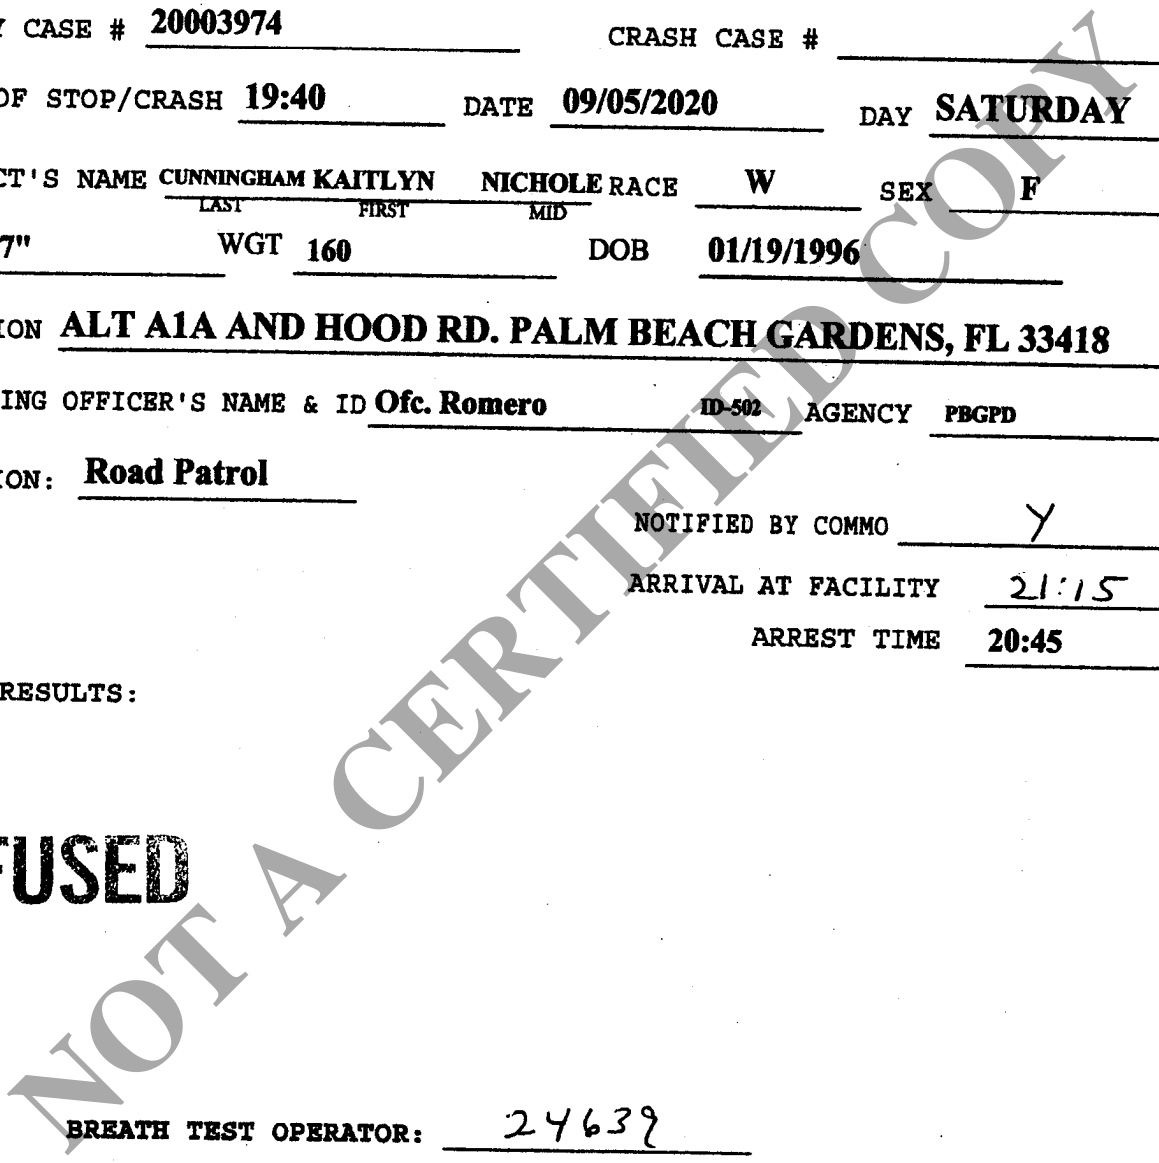 Y CASE # 20003974 CRASH CASE #
OF STOP/CRASH 19:40 DATE 09/05/2020 DAY SATURDAY
CT'S NAME CUNNINGHAM KAITLYN NICHOLE RACE W SEX F
LAST FIRST MID
7" WGT 160 DOB 01/19/1996
ION ALT A1A AND HOOD RD. PALM BEACH GARDENS, FL 33418
ING OFFICER'S NAME & ID Ofc. Romero ID-502 AGENCY PBGPD
ION: Road Patrol
NOTIFIED BY COMMO Y
ARRIVAL AT FACILITY 21:15
ARREST TIME 20:45
RESULTS:
FUSED
BREATH TEST OPERATOR: 24639
NOT A CERTIFIED COPY